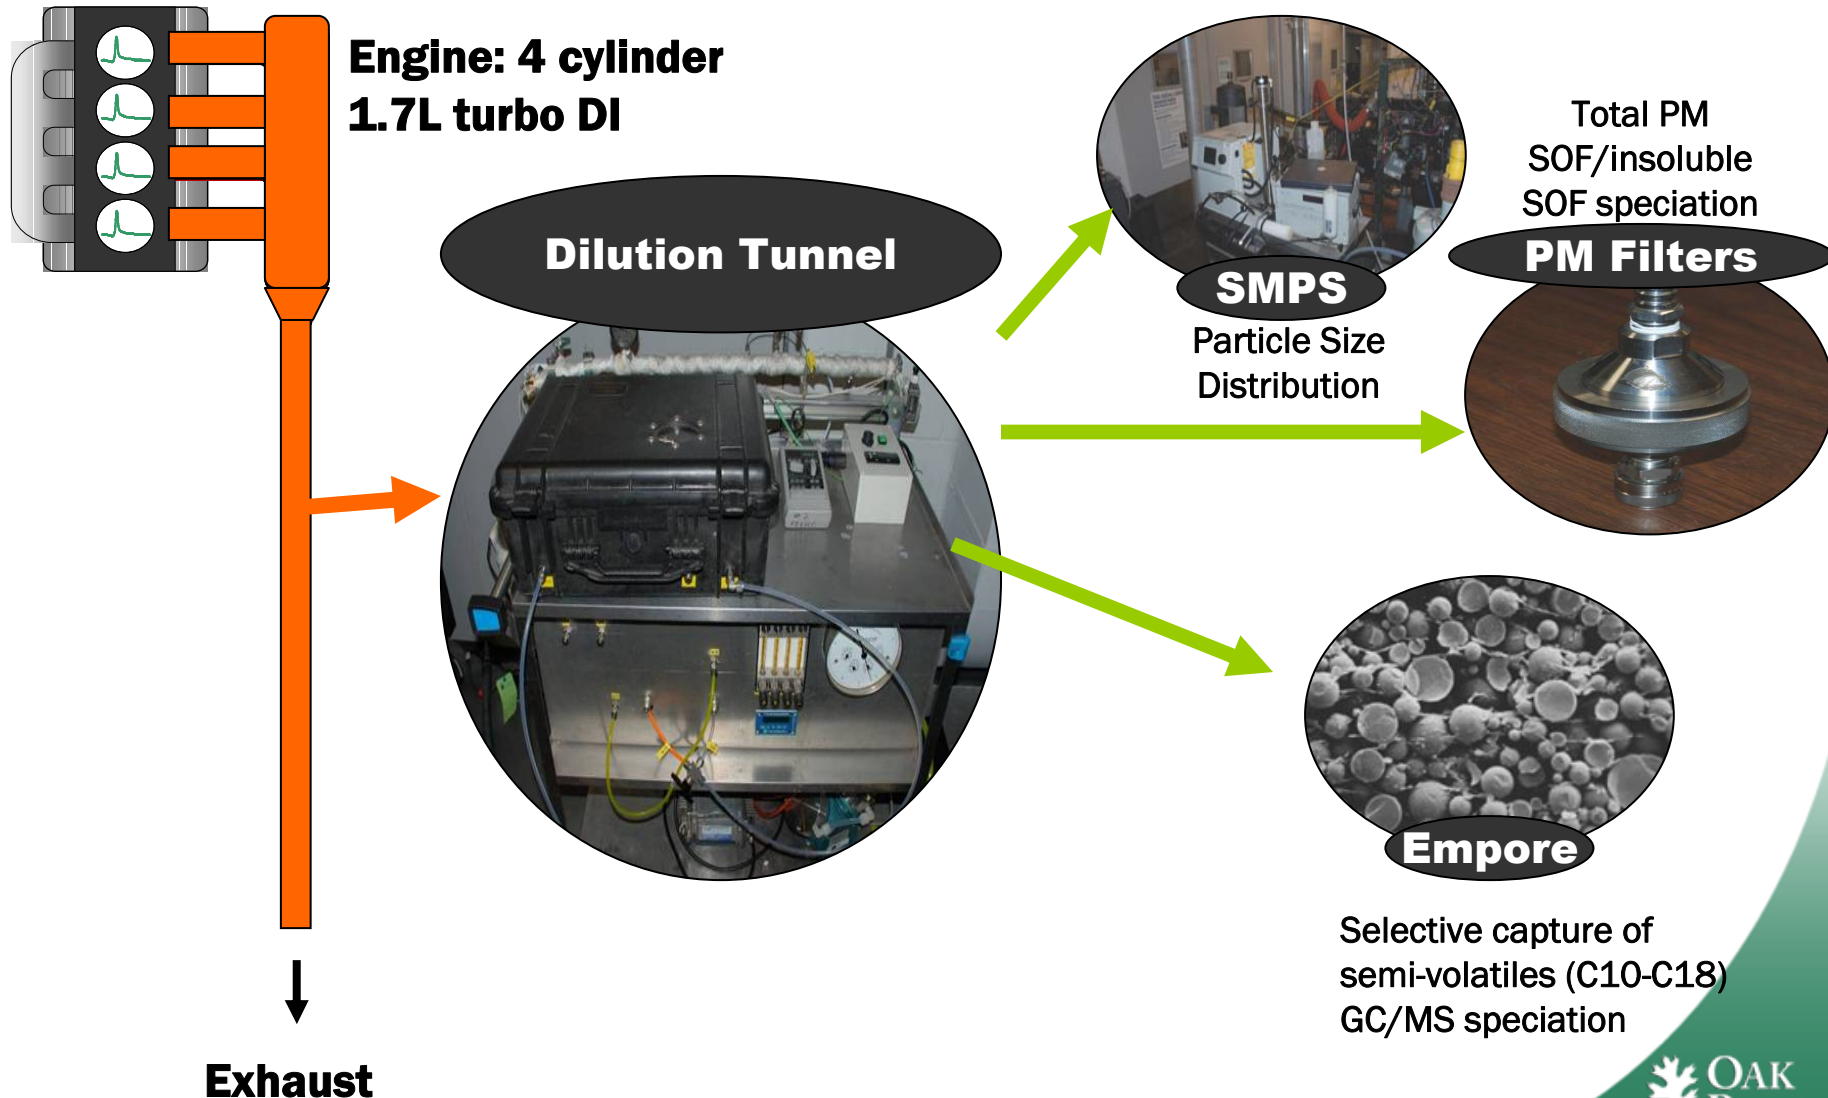 Engine: 4 cylinder
1.7L turbo DI
Dilution Tunnel
SMPS
Particle Size
Distribution
Total PM
SOF/insoluble
SOF speciation
PM Filters
Empore
Selective capture of
semi-volatiles (C10-C18)
GC/MS speciation
Exhaust
OAK